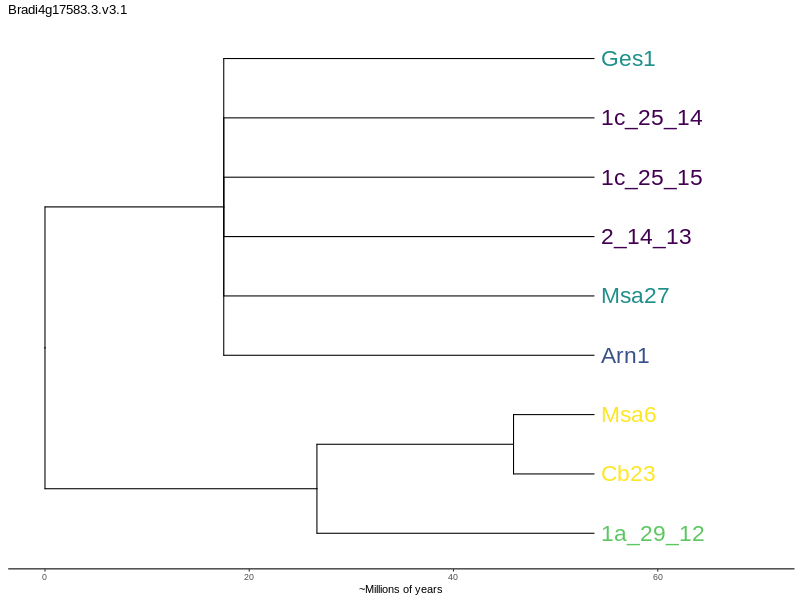 Bradi4g17583.3.v3.1
Ges1
1c_25_14
1c_25_15
2_14_13
Msa27
Arn1
Msa6
Cb23
1a_29_12
0 20 40 60
~Millions of years